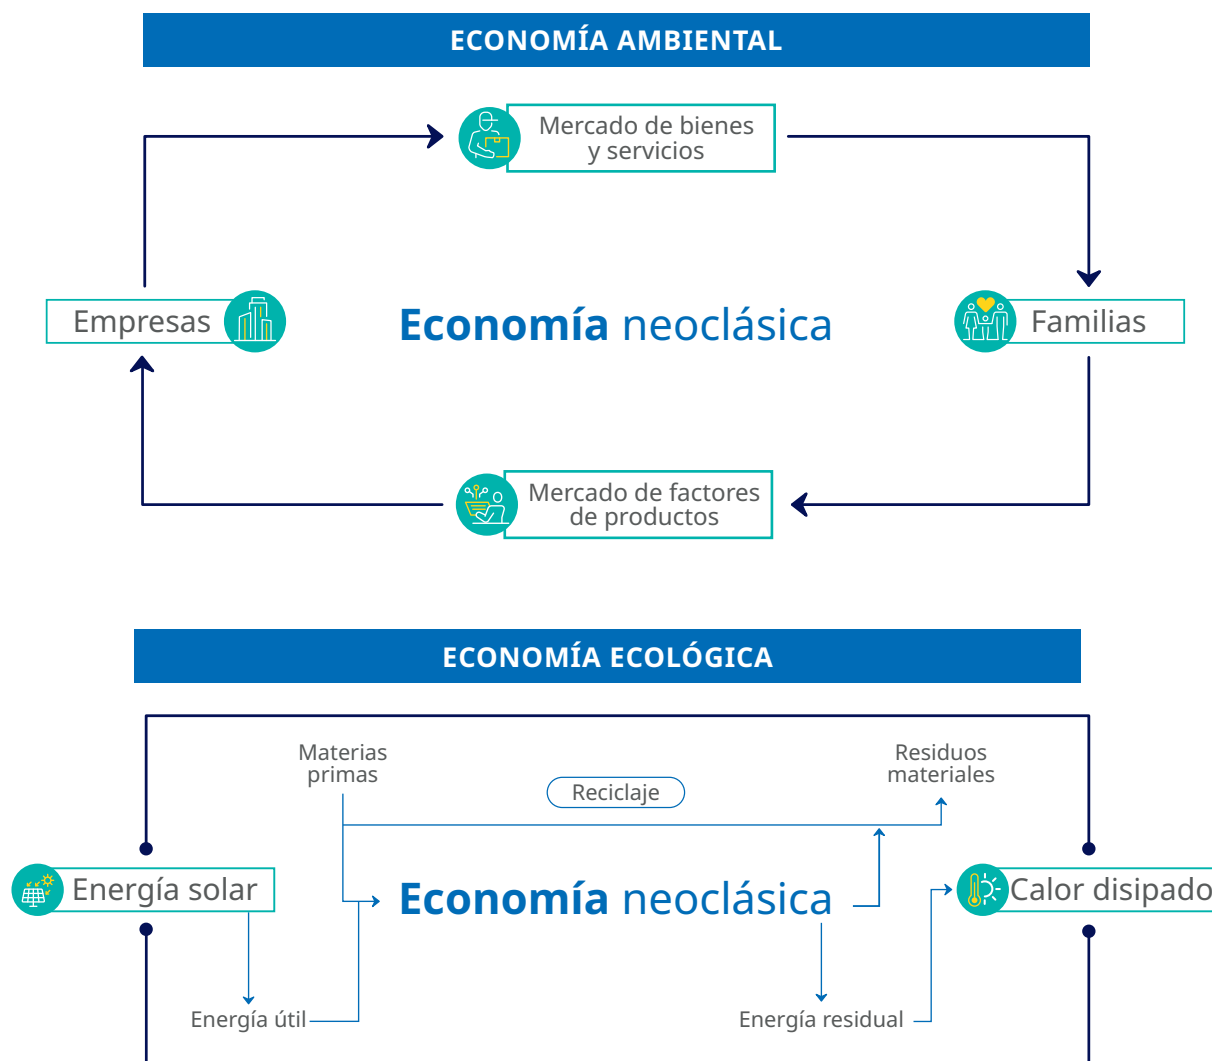 ECONOMÍA AMBIENTAL
Mercado de bienes
y servicios
Empresas
Economía neoclásica
Familias
Mercado de factores
de productos
ECONOMÍA ECOLÓGICA
Materias
primas
Residuos
materiales
Reciclaje
Energía solar
Economía neoclásica
Calor disipado
Energía útil
Energía residual